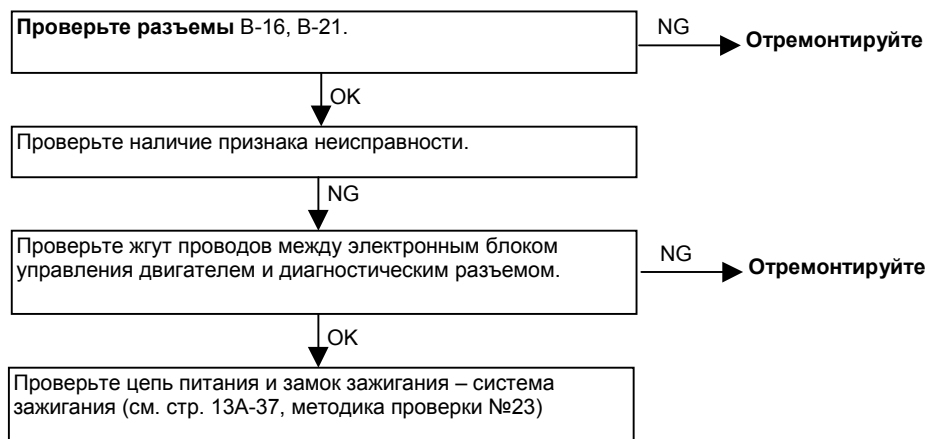 Проверьте разъемы В-16, В-21.
NG
Отремонтируйте
OK
Проверьте наличие признака неисправности.
NG
Проверьте жгут проводов между электронным блоком
управления двигателем и диагностическим разъемом.
NG
Отремонтируйте
OK
Проверьте цепь питания и замок зажигания – система
зажигания (см. стр. 13А-37, методика проверки №23)